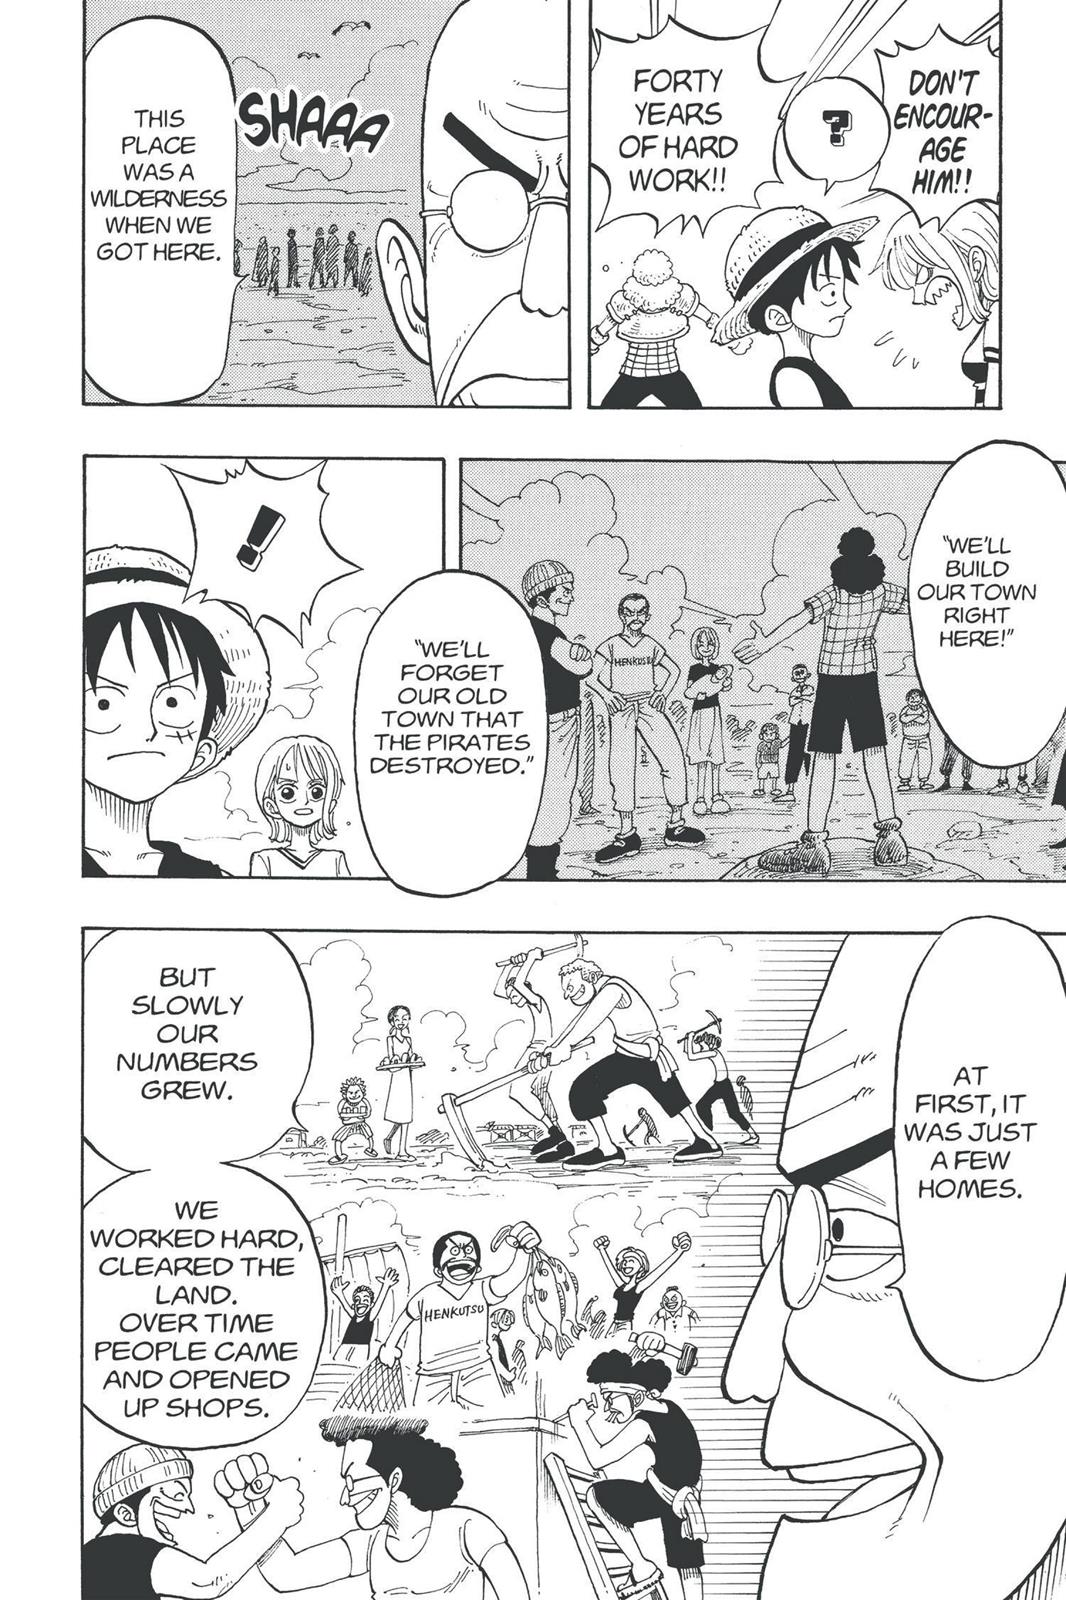 DON'T
ENCOUR-
AGE
HIM!!
?
FORTY
YEARS
OF HARD
WORK!!
SHAAA
THIS
PLACE
WAS A
WILDERNESS
WHEN WE
GOT HERE.
"WE'LL
BUILD
OUR TOWN
RIGHT
HERE!"
HENKUTSU
"WE'LL
FORGET
OUR OLD
TOWN THAT
THE PIRATES
DESTROYED."
!
AT
FIRST, IT
WAS JUST
A FEW
HOMES.
BUT
SLOWLY
OUR
NUMBERS
GREW.
WE
WORKED HARD,
CLEARED THE
LAND.
OVER TIME
PEOPLE CAME
AND OPENED
UP SHOPS.
HENKUTSU